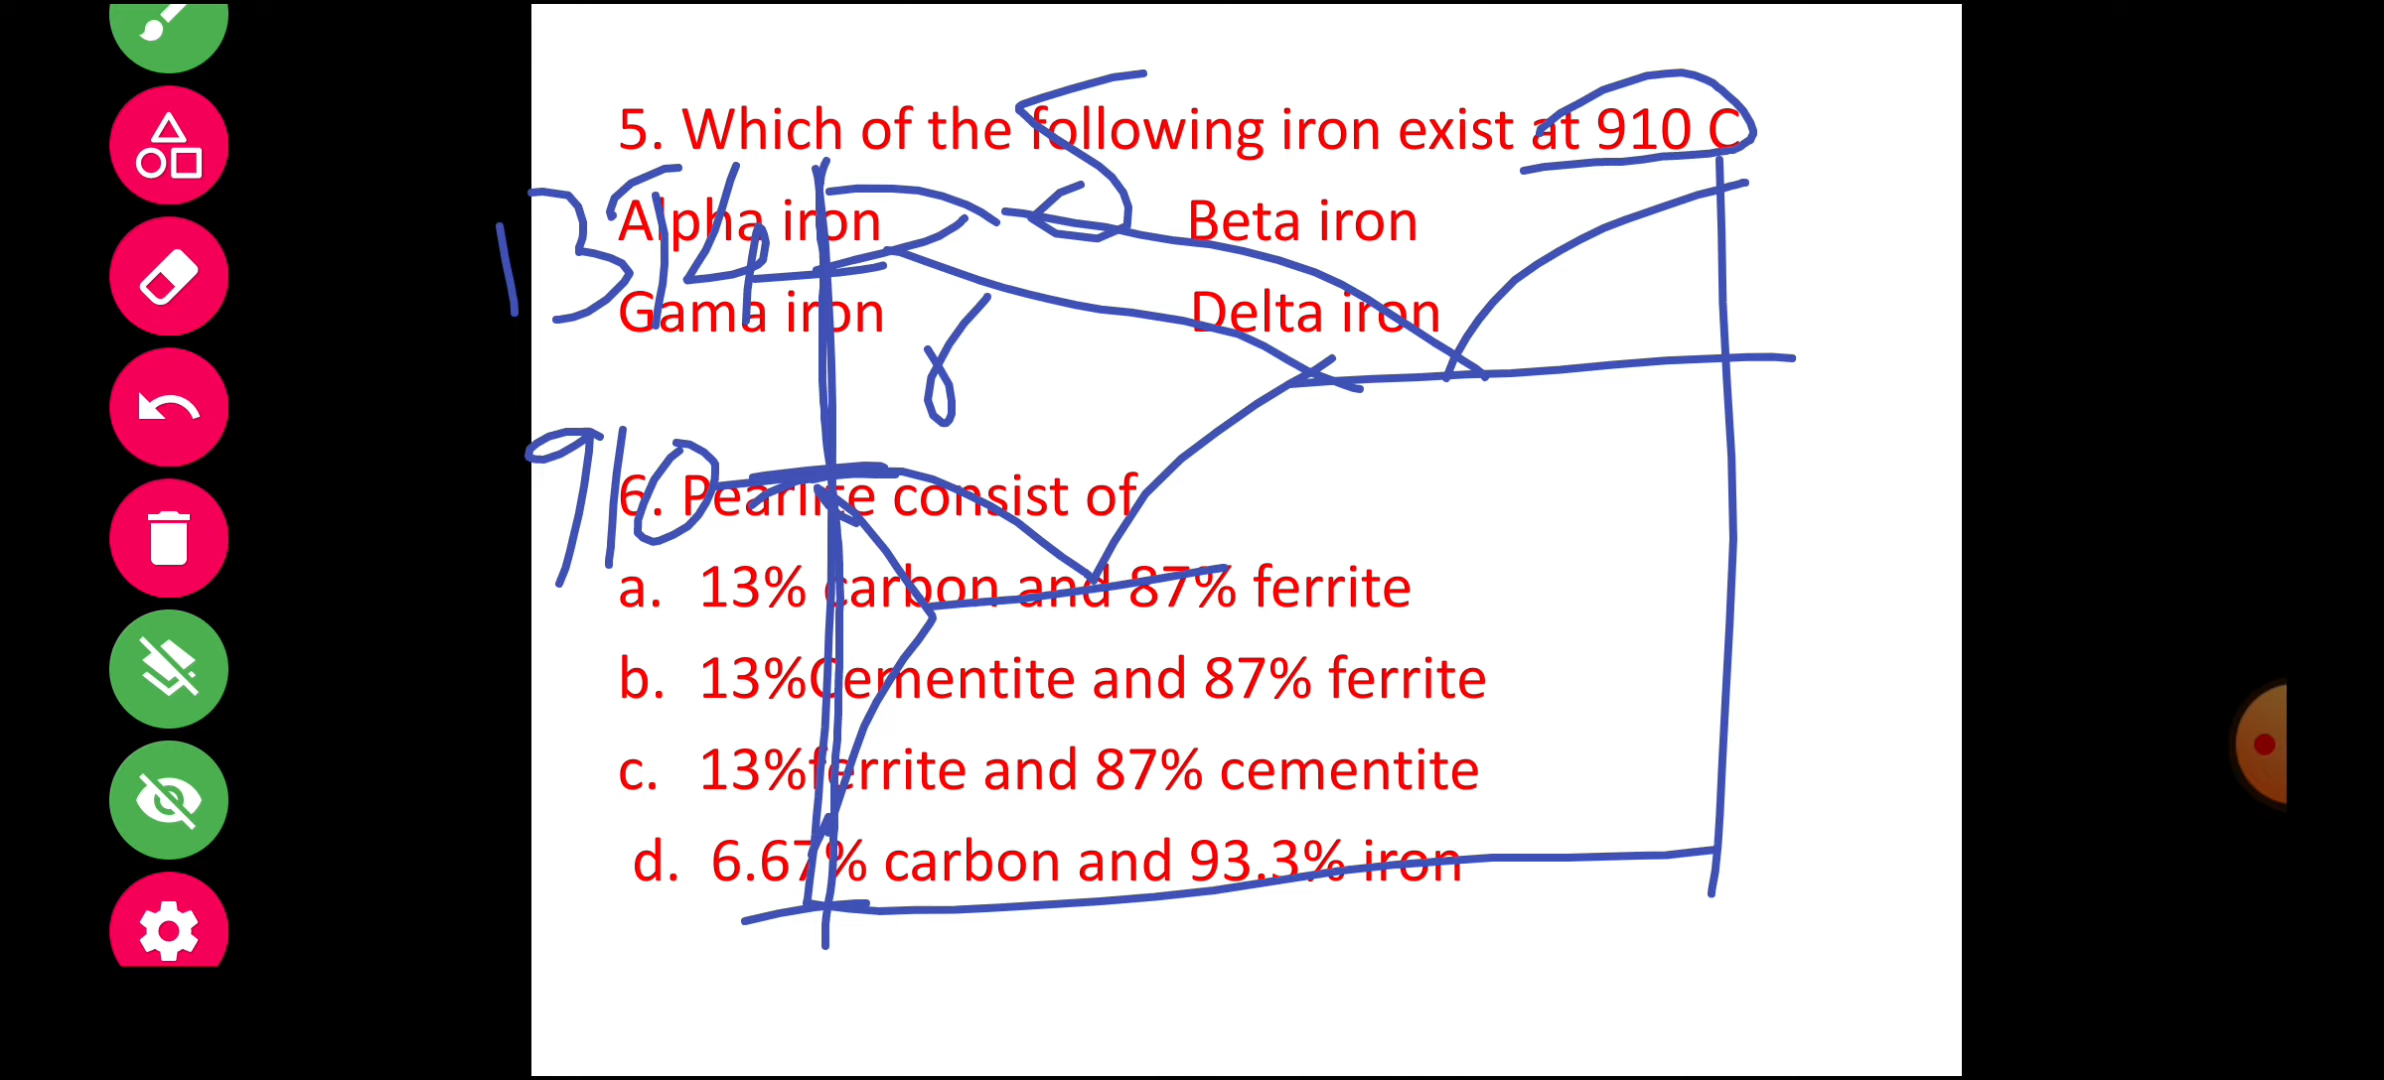 5. Which of the following iron exist at 910 C
Alpha iron Beta iron
Gama iron Delta iron
δ
1394
γ
910
6. Pearlite consist of
a. 13% carbon and 87% ferrite
b. 13%Cementite and 87% ferrite
c. 13%ferrite and 87% cementite
d. 6.67% carbon and 93.3% iron